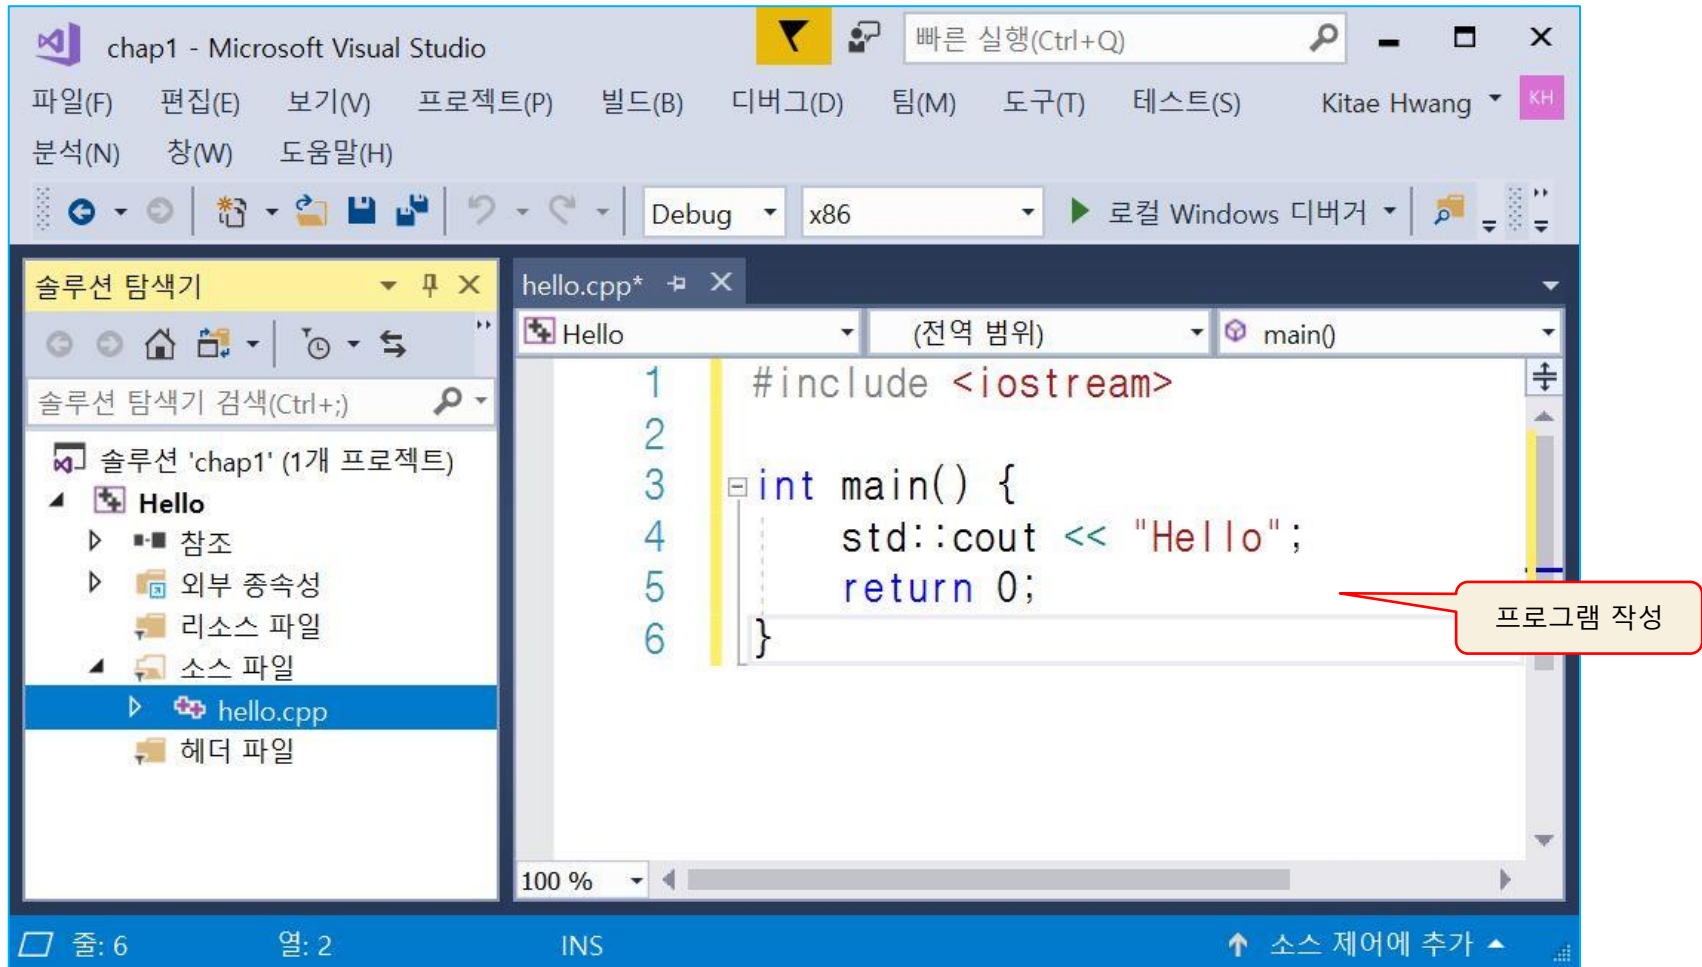 chap1 - Microsoft Visual Studio
빠른 실행(Ctrl+Q)
파일(F) 편집(E) 보기(V) 프로젝트(P) 빌드(B) 디버그(D) 팀(M) 도구(T) 테스트(S) Kitae Hwang KH
분석(N) 창(W) 도움말(H)
Debug x86 로컬 Windows 디버거
솔루션 탐색기
솔루션 탐색기 검색(Ctrl+;)
솔루션 'chap1' (1개 프로젝트)
Hello
참조
외부 종속성
리소스 파일
소스 파일
hello.cpp
헤더 파일
hello.cpp*
Hello (전역 범위) main()
1 #include <iostream>
2
3 int main() {
4 std::cout << "Hello";
5 return 0;
6 }
프로그램 작성
100 %
줄: 6 열: 2 INS 소스 제어에 추가